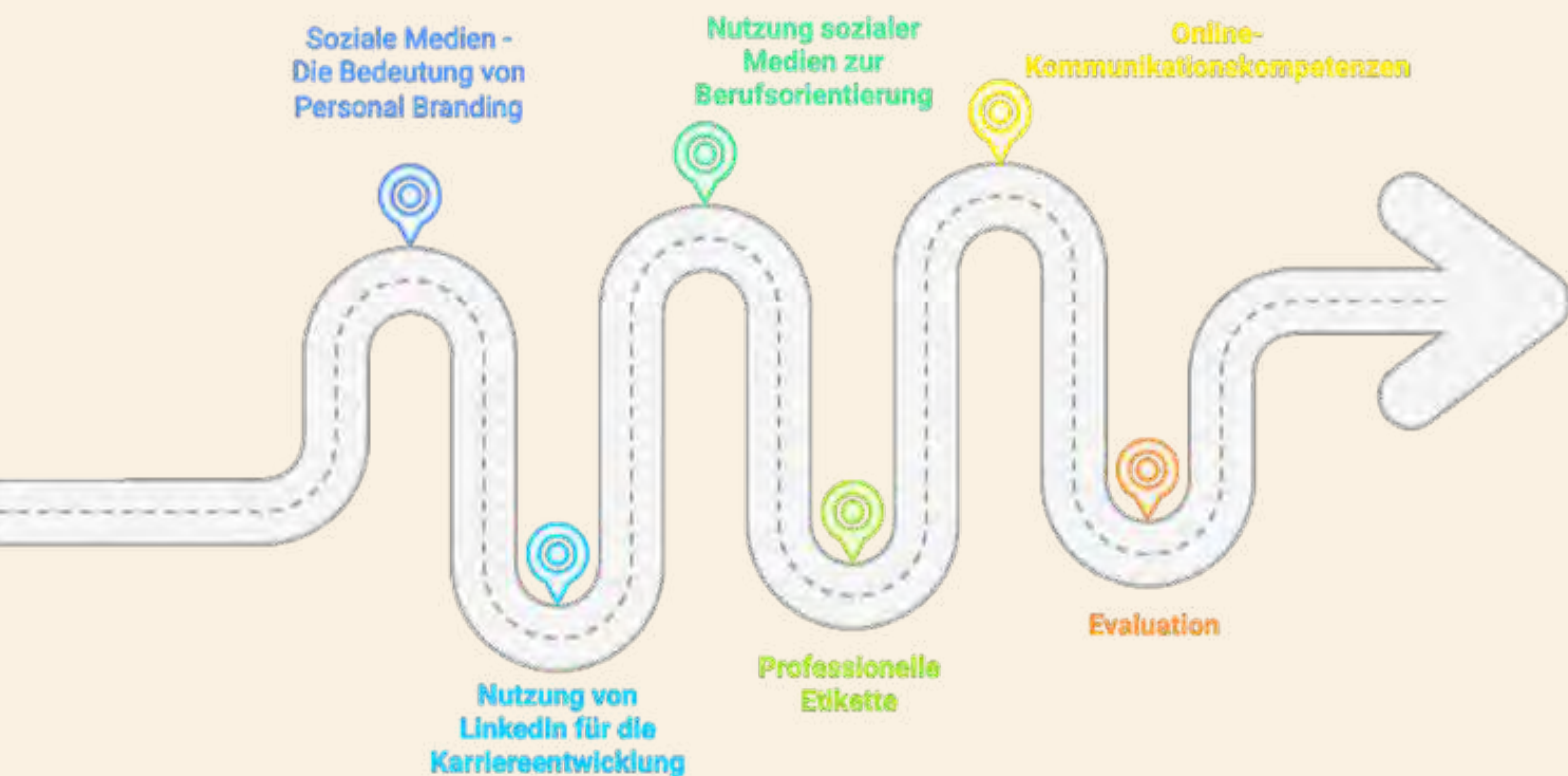 Soziale Medien -
Die Bedeutung von
Personal Branding
Nutzung von
LinkedIn für die
Karriereentwicklung
Nutzung sozialer
Medien zur
Berufsorientierung
Professionelle
Etikette
Online-
Kommunikationskompetenzen
Evaluation